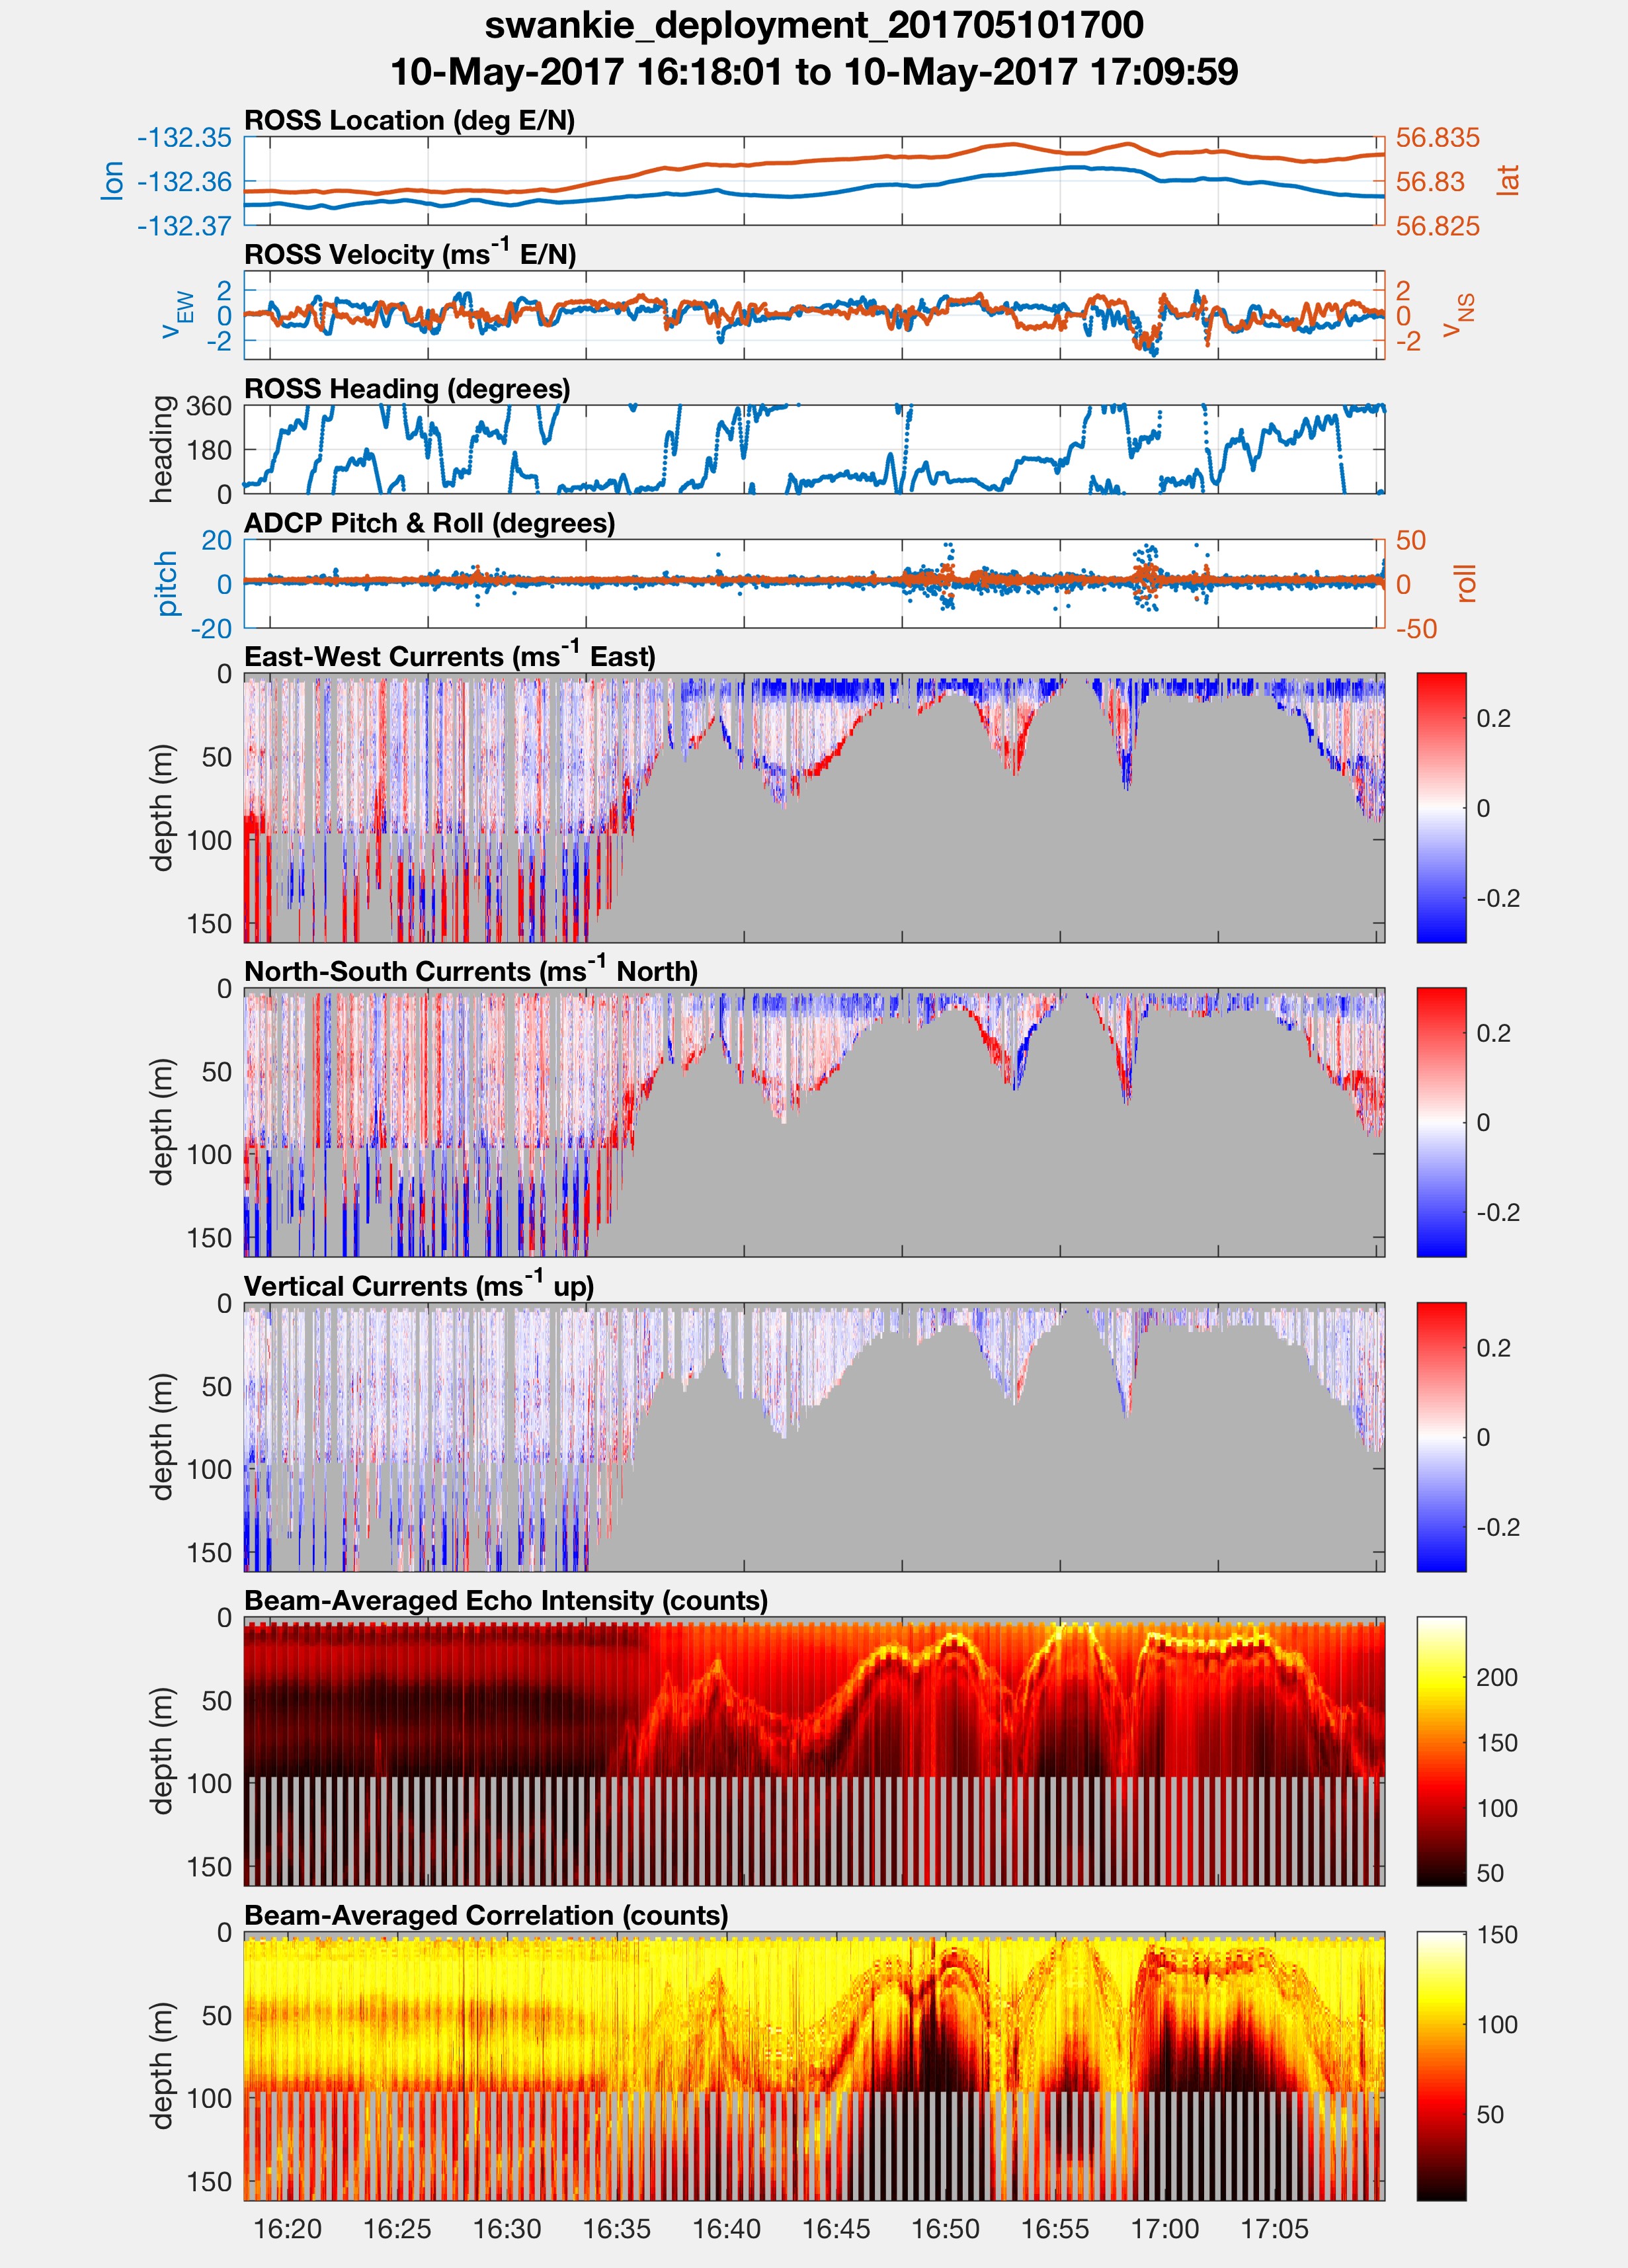 swankie_deployment_201705101700
10-May-2017 16:18:01 to 10-May-2017 17:09:59
ROSS Location (deg E/N)
-132.35
-132.36
-132.37
lon
56.835
56.83
56.825
lat
ROSS Velocity (ms-1 E/N)
2
0
-2
vEW
2
0
-2
vNS
ROSS Heading (degrees)
360
180
0
heading
ADCP Pitch & Roll (degrees)
20
0
-20
pitch
50
0
-50
roll
East-West Currents (ms-1 East)
0
50
100
150
depth (m)
0.2
0
-0.2
North-South Currents (ms-1 North)
0
50
100
150
depth (m)
0.2
0
-0.2
Vertical Currents (ms-1 up)
0
50
100
150
depth (m)
0.2
0
-0.2
Beam-Averaged Echo Intensity (counts)
0
50
100
150
depth (m)
200
150
100
50
Beam-Averaged Correlation (counts)
0
50
100
150
depth (m)
150
100
50
16:20 16:25 16:30 16:35 16:40 16:45 16:50 16:55 17:00 17:05